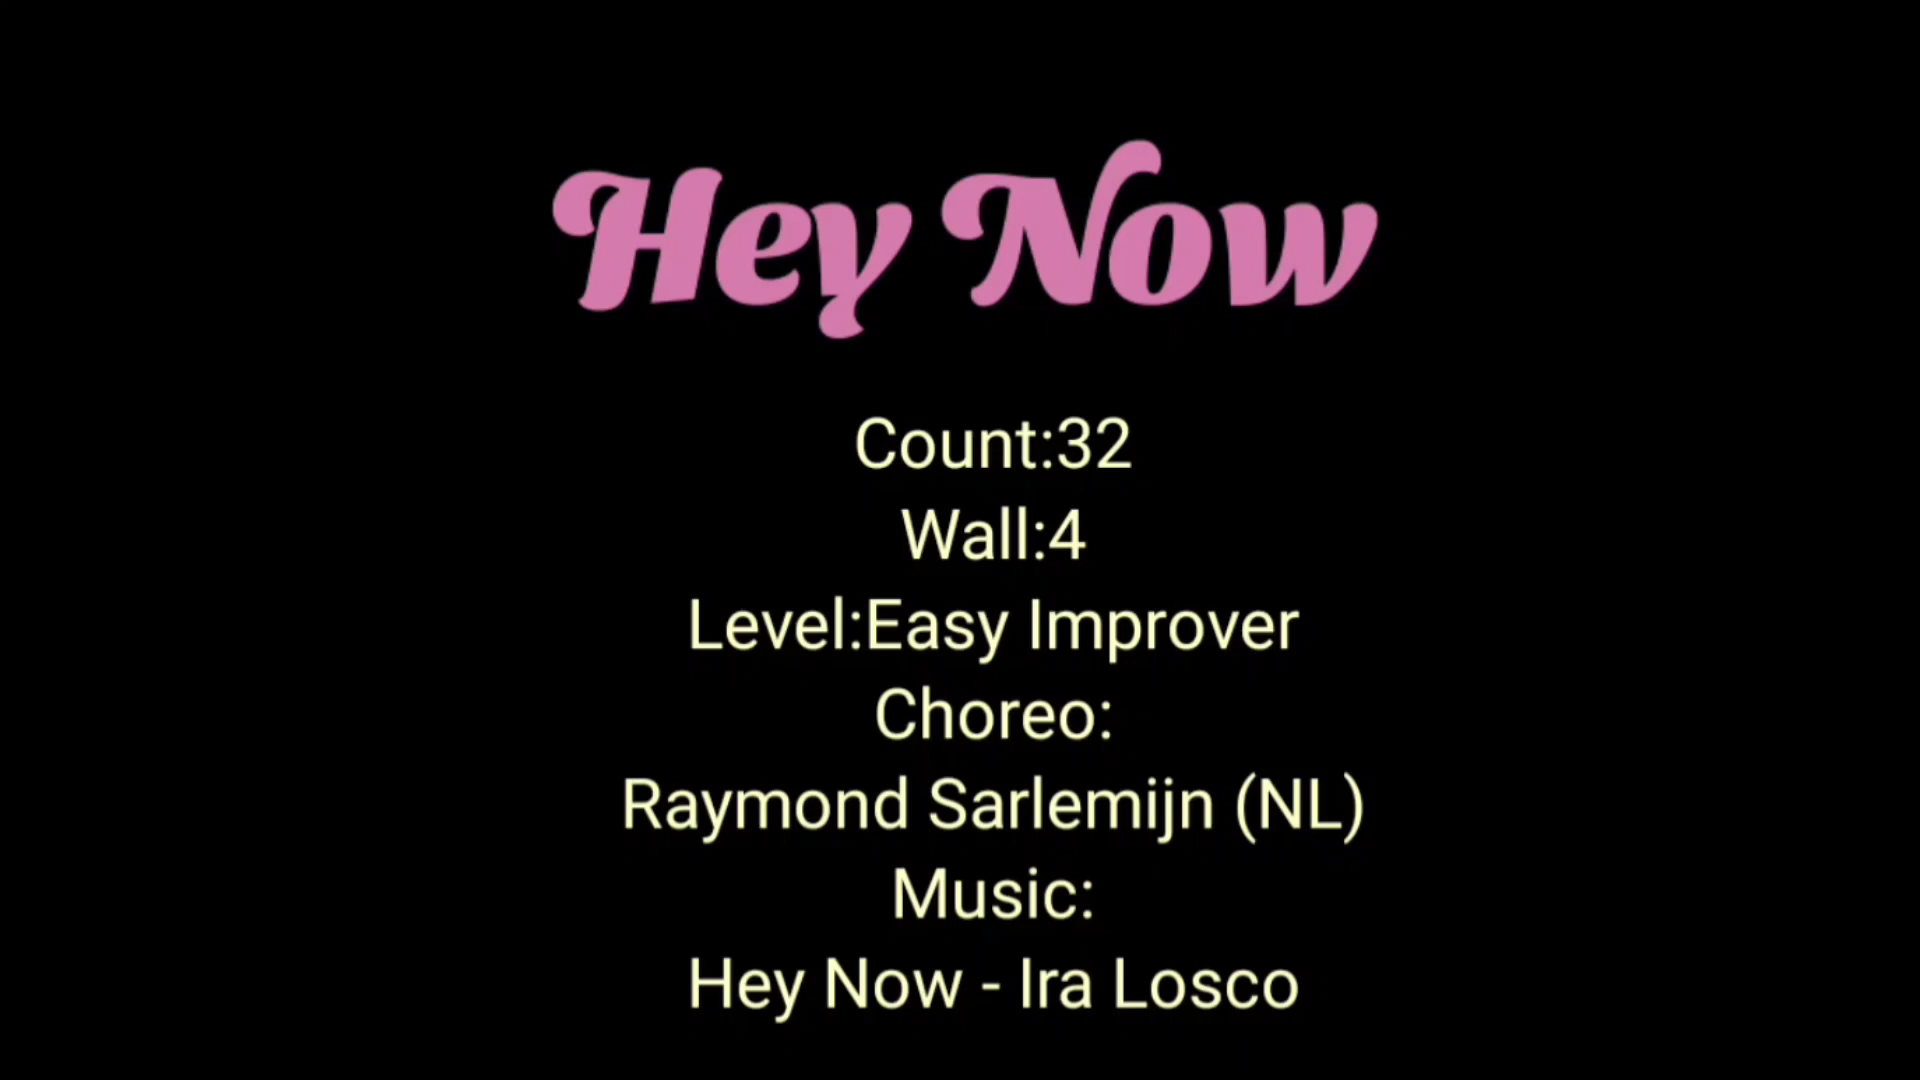 Hey Now
Count:32
Wall:4
Level:Easy Improver
Choreo:
Raymond Sarlemijn (NL)
Music:
Hey Now - Ira Losco